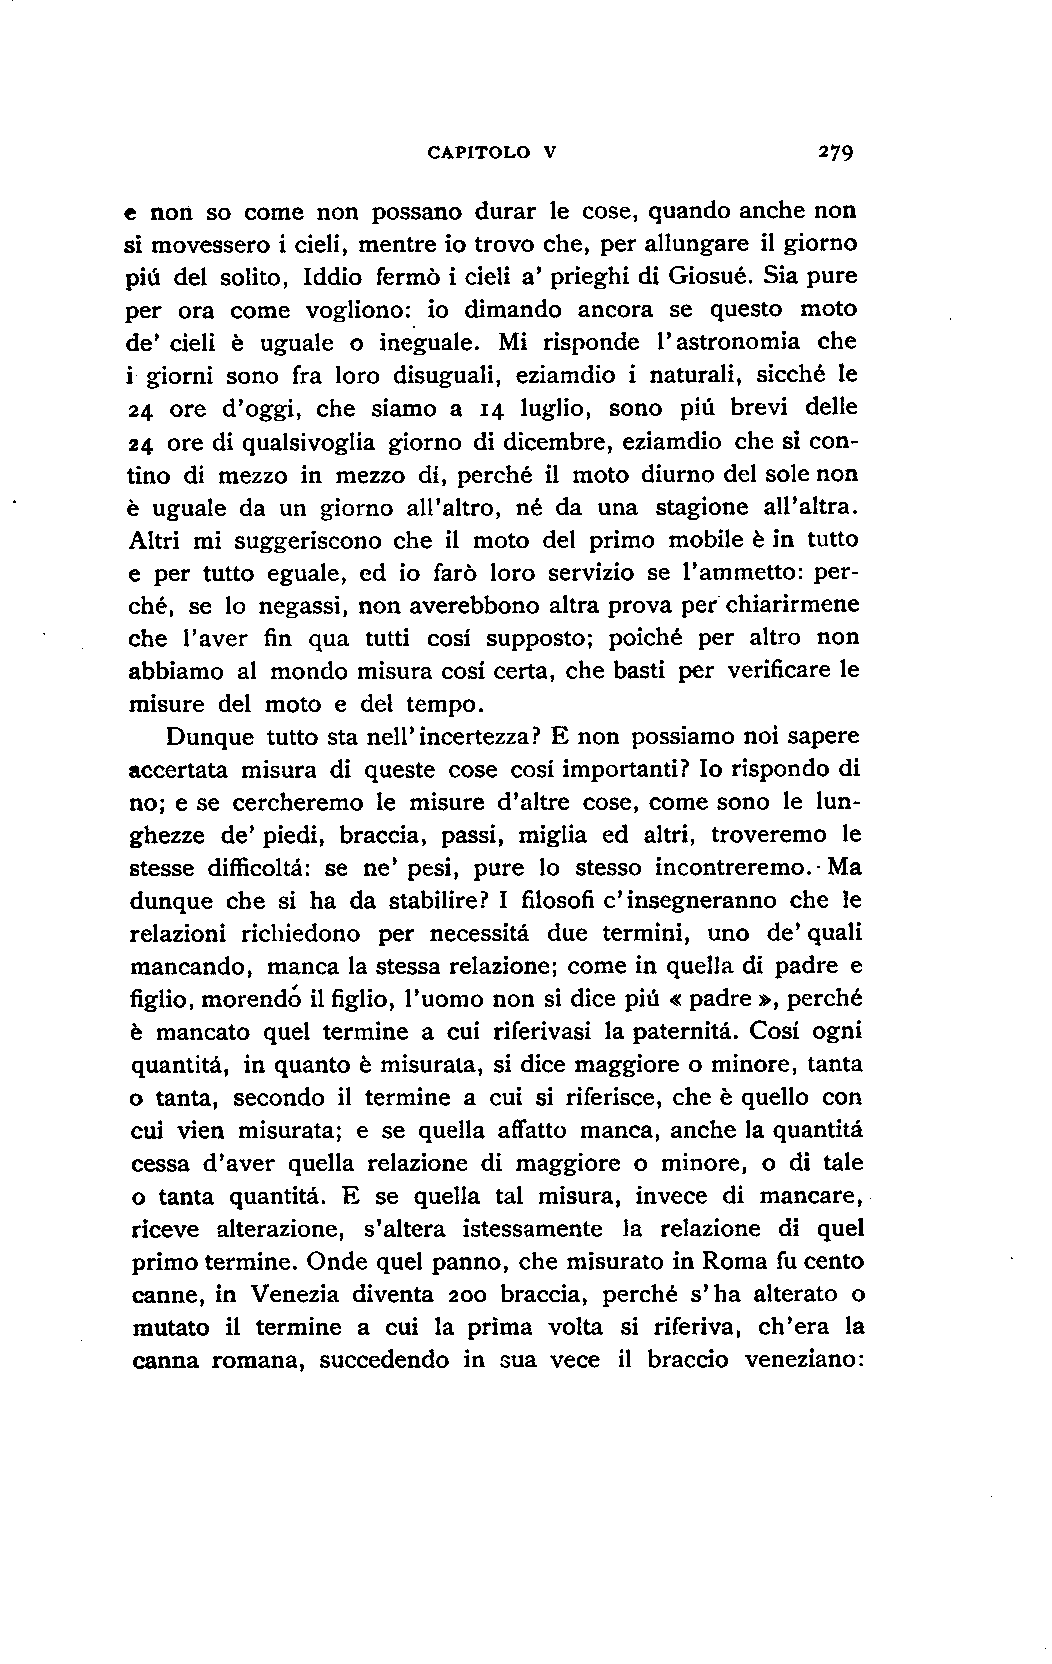 CAPITOLO V 279
e non so come non possano durar le cose, quando anche non
si movessero i cieli, mentre io trovo che, per allungare il giorno
piú del solito, Iddio fermò i cieli a' prieghi di Giosué. Sia pure
per ora come vogliono: io dimando ancora se questo moto
de' cieli è uguale o ineguale. Mi risponde l'astronomia che
i giorni sono fra loro disuguali, eziamdio i naturali, sicché le
24 ore d'oggi, che siamo a 14 luglio, sono piú brevi delle
24 ore di qualsivoglia giorno di dicembre, eziamdio che si con-
tino di mezzo in mezzo dí, perché il moto diurno del sole non
è uguale da un giorno all'altro, né da una stagione all'altra.
Altri mi suggeriscono che il moto del primo mobile è in tutto
e per tutto eguale, ed io farò loro servizio se l'ammetto: per-
ché, se lo negassi, non averebbono altra prova per chiarirmene
che l'aver fin qua tutti cosí supposto; poiché per altro non
abbiamo al mondo misura cosí certa, che basti per verificare le
misure del moto e del tempo.
Dunque tutto sta nell'incertezza? E non possiamo noi sapere
accertata misura di queste cose cosí importanti? Io rispondo di
no; e se cercheremo le misure d'altre cose, come sono le lun-
ghezze de' piedi, braccia, passi, miglia ed altri, troveremo le
stesse difficoltá: se ne' pesi, pure lo stesso incontreremo. Ma
dunque che si ha da stabilire? I filosofi c'insegneranno che le
relazioni richiedono per necessitá due termini, uno de' quali
mancando, manca la stessa relazione; come in quella di padre e
figlio, morendó il figlio, l'uomo non si dice piú « padre », perché
è mancato quel termine a cui riferivasi la paternitá. Cosí ogni
quantitá, in quanto è misurata, si dice maggiore o minore, tanta
o tanta, secondo il termine a cui si riferisce, che è quello con
cui vien misurata; e se quella affatto manca, anche la quantitá
cessa d'aver quella relazione di maggiore o minore, o di tale
o tanta quantitá. E se quella tal misura, invece di mancare,
riceve alterazione, s'altera istessamente la relazione di quel
primo termine. Onde quel panno, che misurato in Roma fu cento
canne, in Venezia diventa 200 braccia, perché s'ha alterato o
mutato il termine a cui la prima volta si riferiva, ch'era la
canna romana, succedendo in sua vece il braccio veneziano: